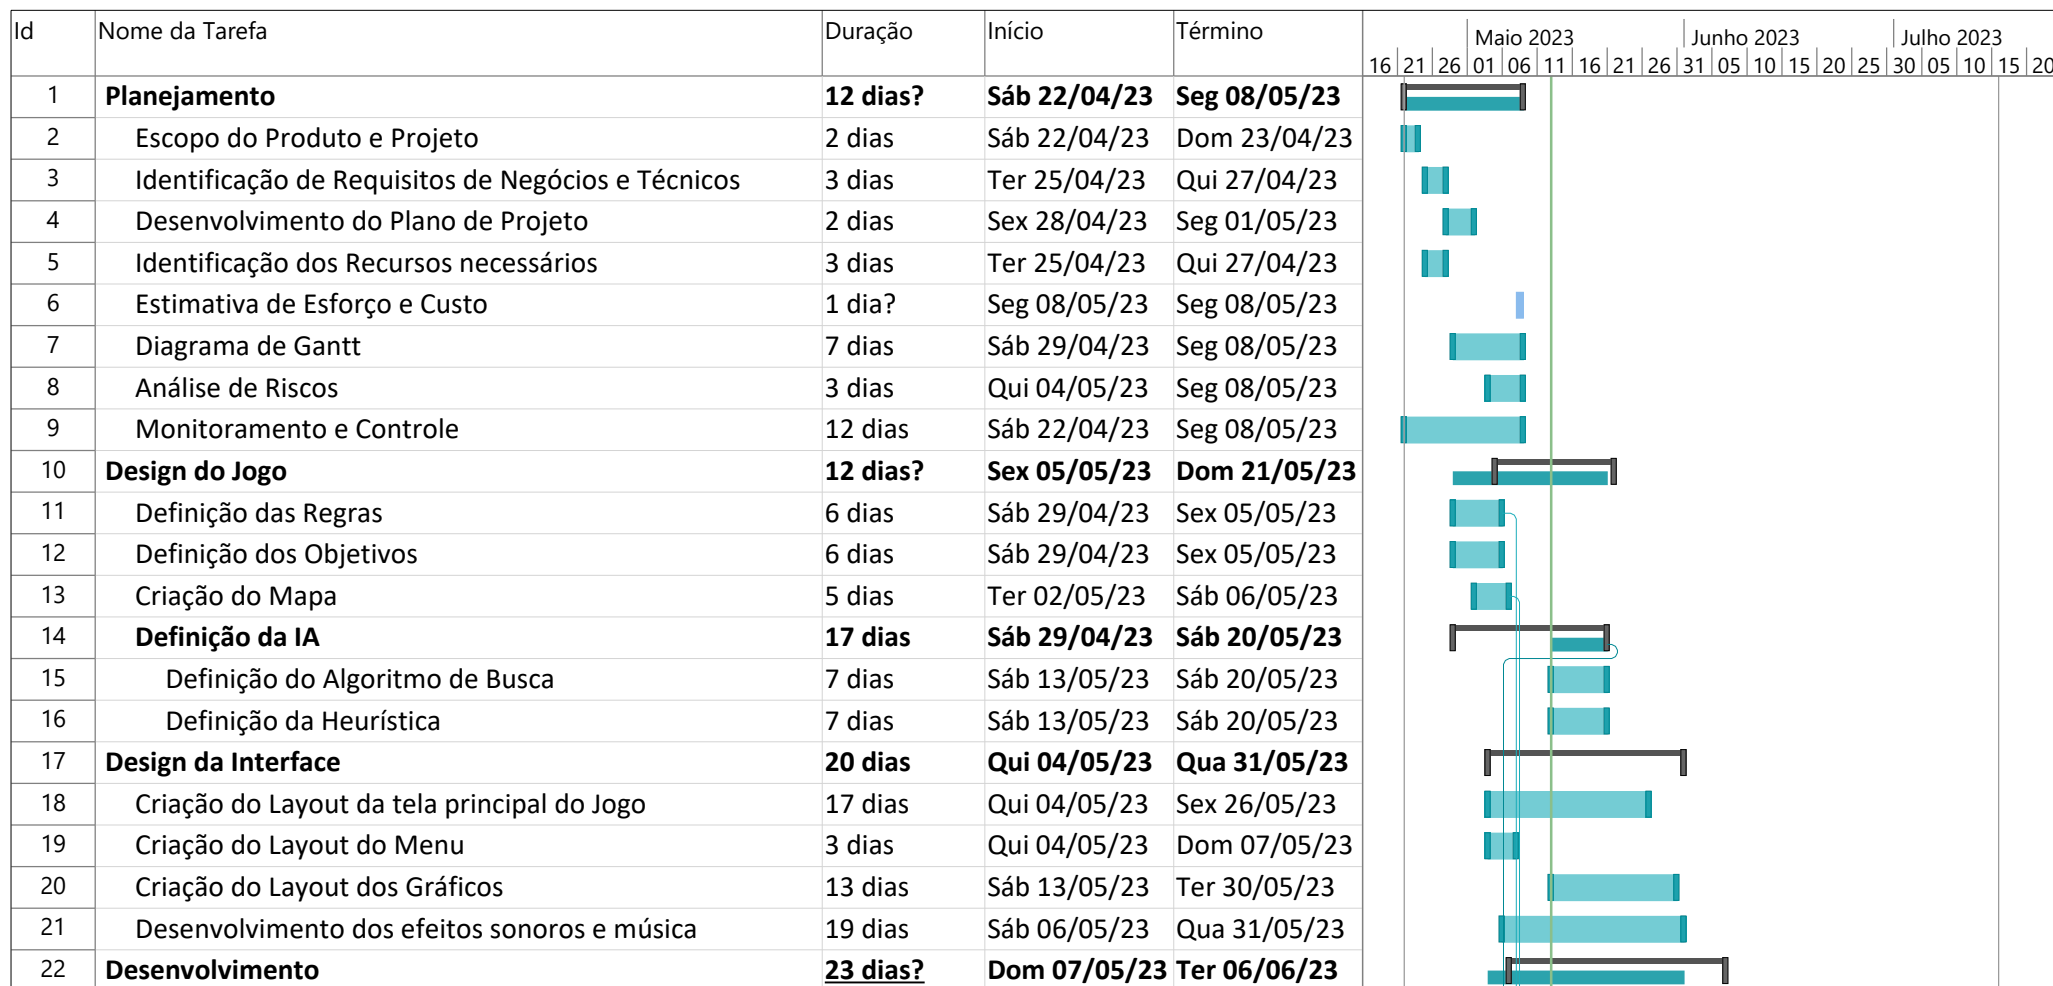 Id Nome da Tarefa Duração Início Término
Maio 2023 Junho 2023 Julho 2023
16 21 26 01 06 11 16 21 26 31 05 10 15 20 25 30 05 10 15 20
1 Planejamento 12 dias? Sáb 22/04/23 Seg 08/05/23
2 Escopo do Produto e Projeto 2 dias Sáb 22/04/23 Dom 23/04/23
3 Identificação de Requisitos de Negócios e Técnicos 3 dias Ter 25/04/23 Qui 27/04/23
4 Desenvolvimento do Plano de Projeto 2 dias Sex 28/04/23 Seg 01/05/23
5 Identificação dos Recursos necessários 3 dias Ter 25/04/23 Qui 27/04/23
6 Estimativa de Esforço e Custo 1 dia? Seg 08/05/23 Seg 08/05/23
7 Diagrama de Gantt 7 dias Sáb 29/04/23 Seg 08/05/23
8 Análise de Riscos 3 dias Qui 04/05/23 Seg 08/05/23
9 Monitoramento e Controle 12 dias Sáb 22/04/23 Seg 08/05/23
10 Design do Jogo 12 dias? Sex 05/05/23 Dom 21/05/23
11 Definição das Regras 6 dias Sáb 29/04/23 Sex 05/05/23
12 Definição dos Objetivos 6 dias Sáb 29/04/23 Sex 05/05/23
13 Criação do Mapa 5 dias Ter 02/05/23 Sáb 06/05/23
14 Definição da IA 17 dias Sáb 29/04/23 Sáb 20/05/23
15 Definição do Algoritmo de Busca 7 dias Sáb 13/05/23 Sáb 20/05/23
16 Definição da Heurística 7 dias Sáb 13/05/23 Sáb 20/05/23
17 Design da Interface 20 dias Qui 04/05/23 Qua 31/05/23
18 Criação do Layout da tela principal do Jogo 17 dias Qui 04/05/23 Sex 26/05/23
19 Criação do Layout do Menu 3 dias Qui 04/05/23 Dom 07/05/23
20 Criação do Layout dos Gráficos 13 dias Sáb 13/05/23 Ter 30/05/23
21 Desenvolvimento dos efeitos sonoros e música 19 dias Sáb 06/05/23 Qua 31/05/23
22 Desenvolvimento 23 dias? Dom 07/05/23 Ter 06/06/23